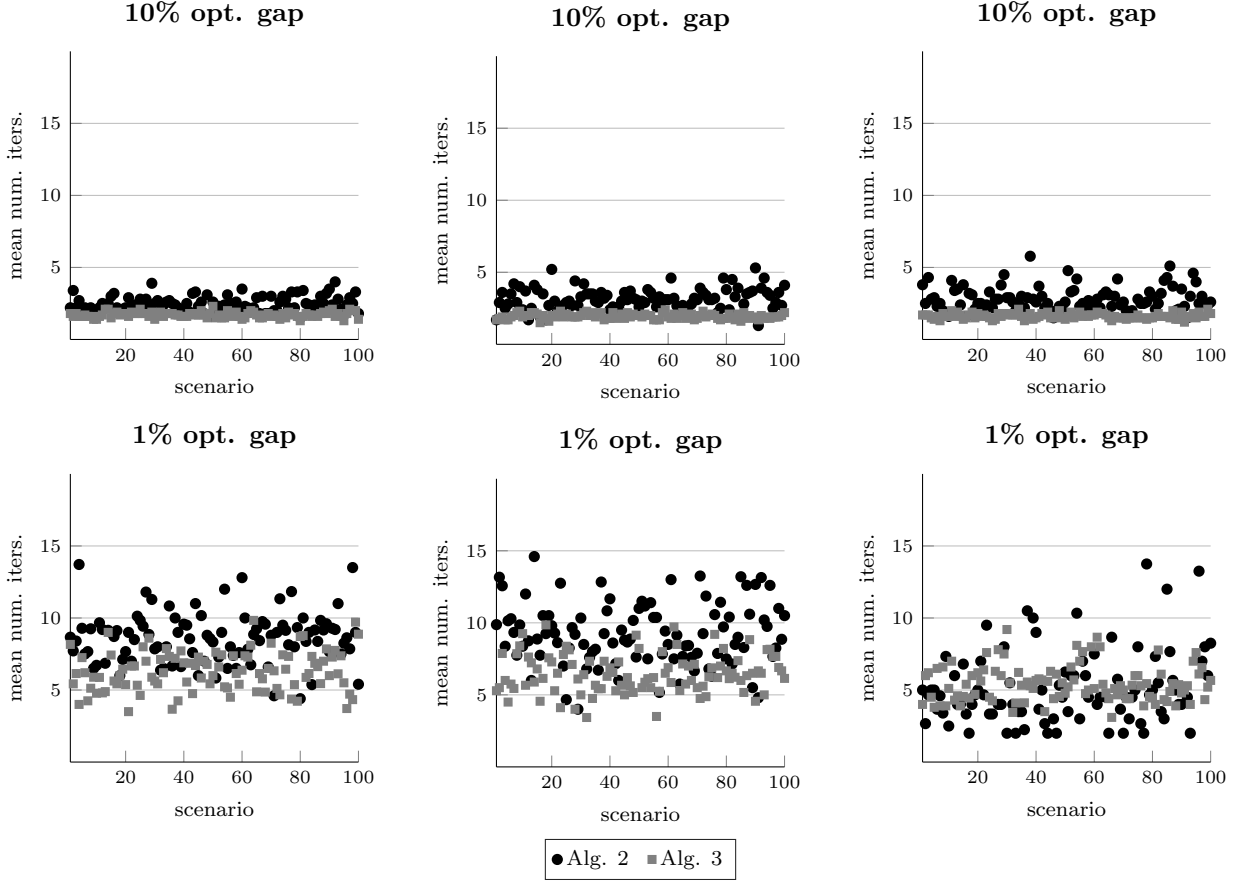 10% opt. gap
10% opt. gap
10% opt. gap
mean num. iters.
15
10
5
20 40 60 80 100
scenario
mean num. iters.
15
10
5
20 40 60 80 100
scenario
mean num. iters.
15
10
5
20 40 60 80 100
scenario
1% opt. gap
1% opt. gap
1% opt. gap
mean num. iters.
15
10
5
20 40 60 80 100
scenario
mean num. iters.
15
10
5
20 40 60 80 100
scenario
mean num. iters.
15
10
5
20 40 60 80 100
scenario
Alg. 2 Alg. 3